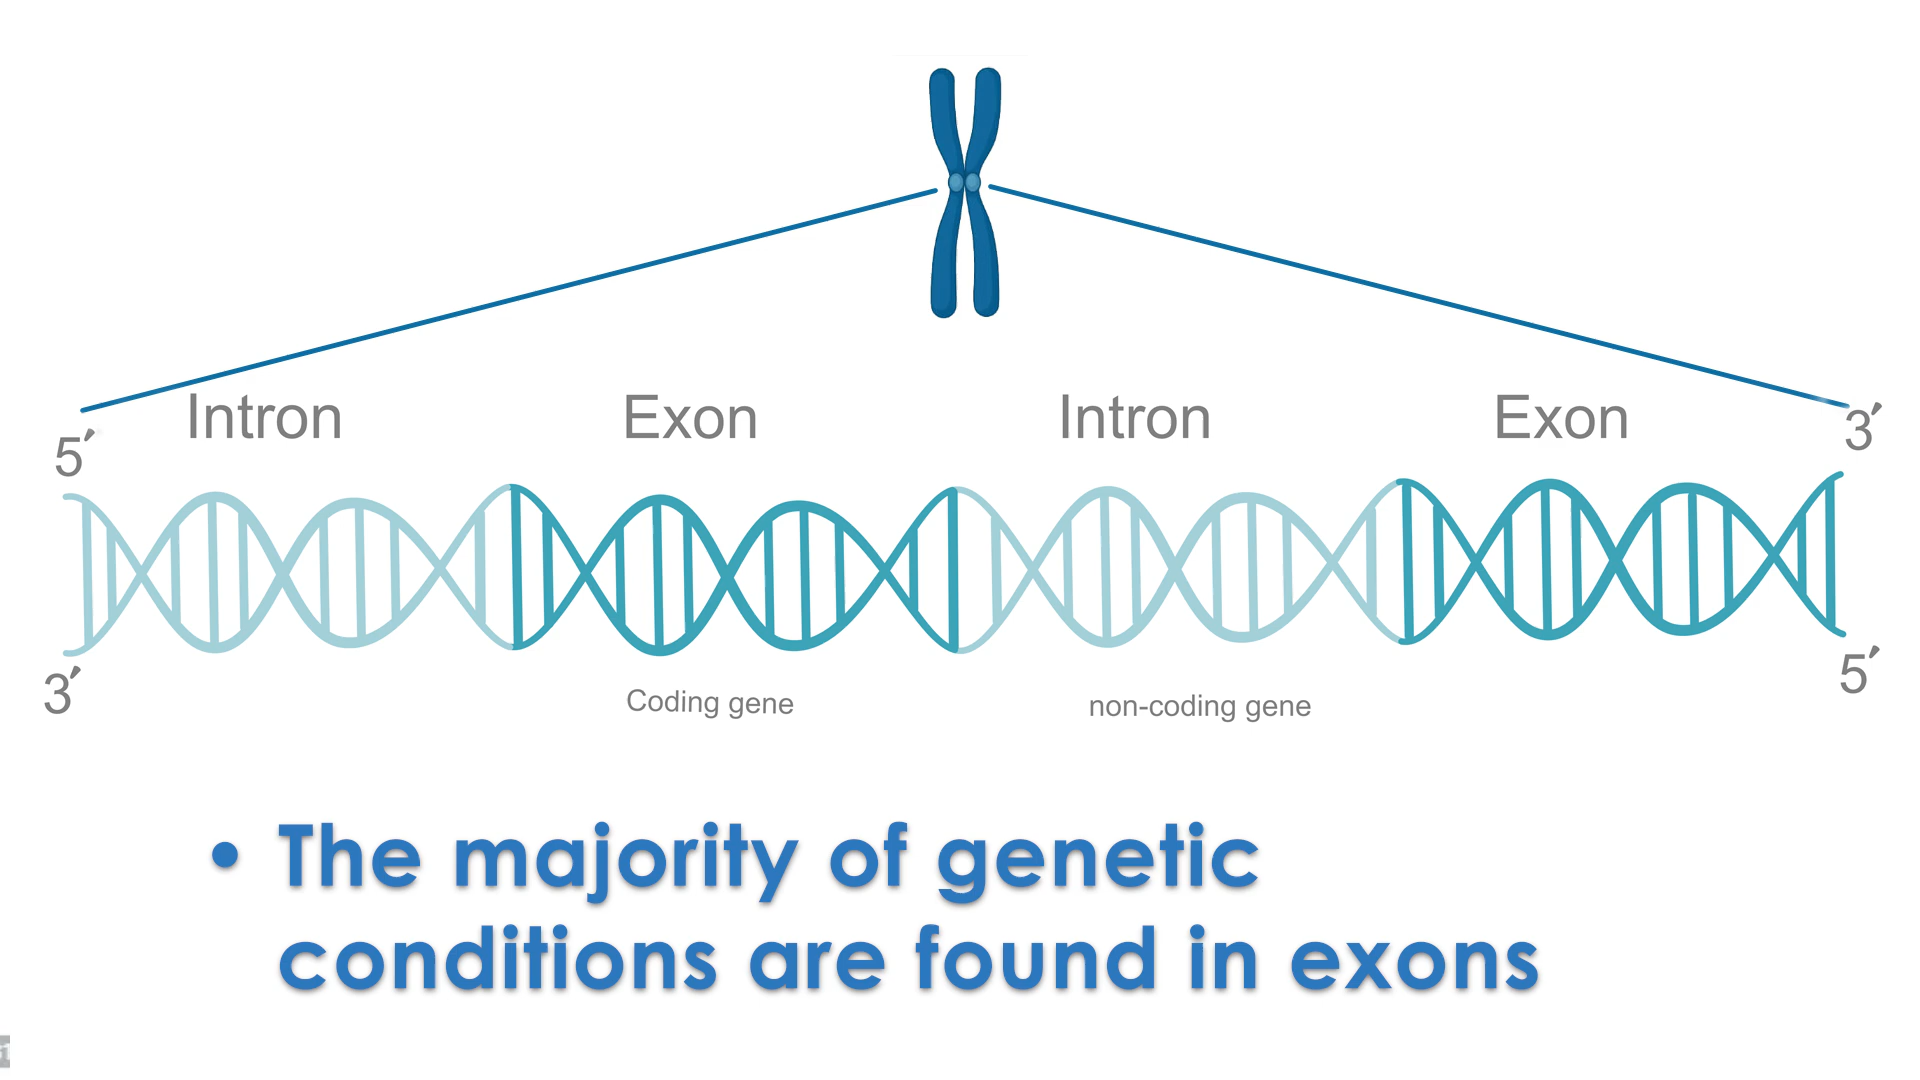 Intron Exon Intron Exon
5′ 3′
3′ 5′
Coding gene non-coding gene
• The majority of genetic
conditions are found in exons